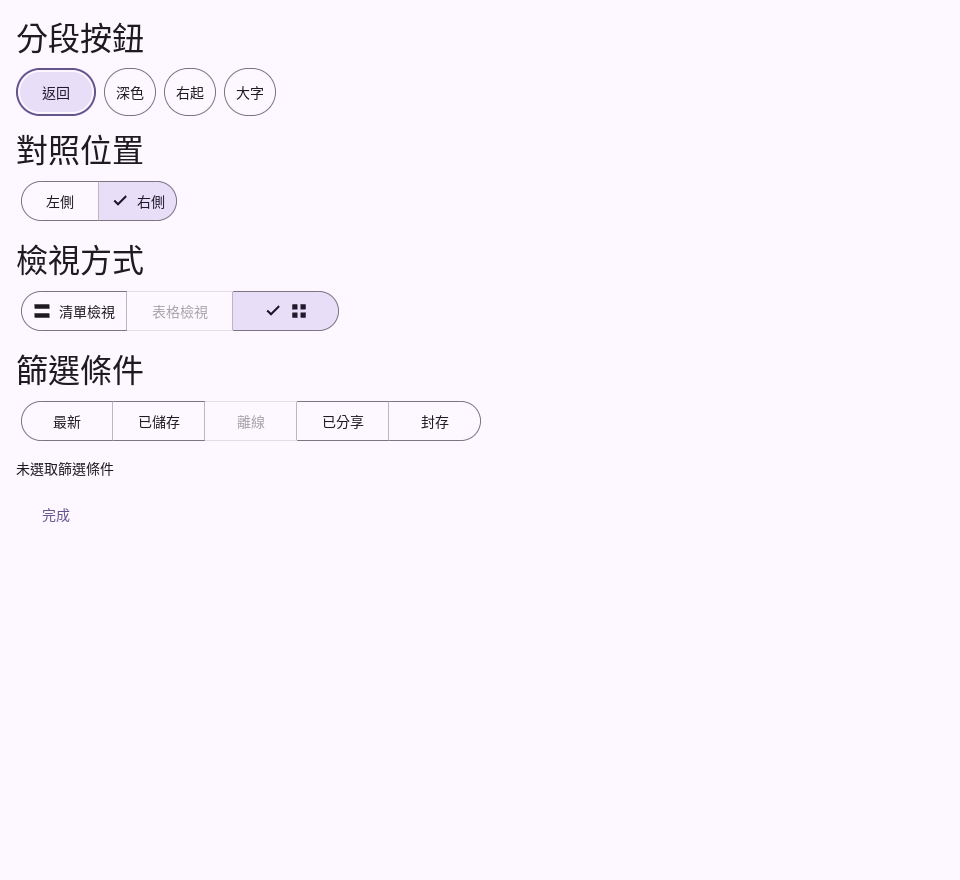 分段按鈕
返回 深色 右起 大字
對照位置
左側 右側
檢視方式
清單檢視 表格檢視
篩選條件
最新 已儲存 離線 已分享 封存
未選取篩選條件
完成